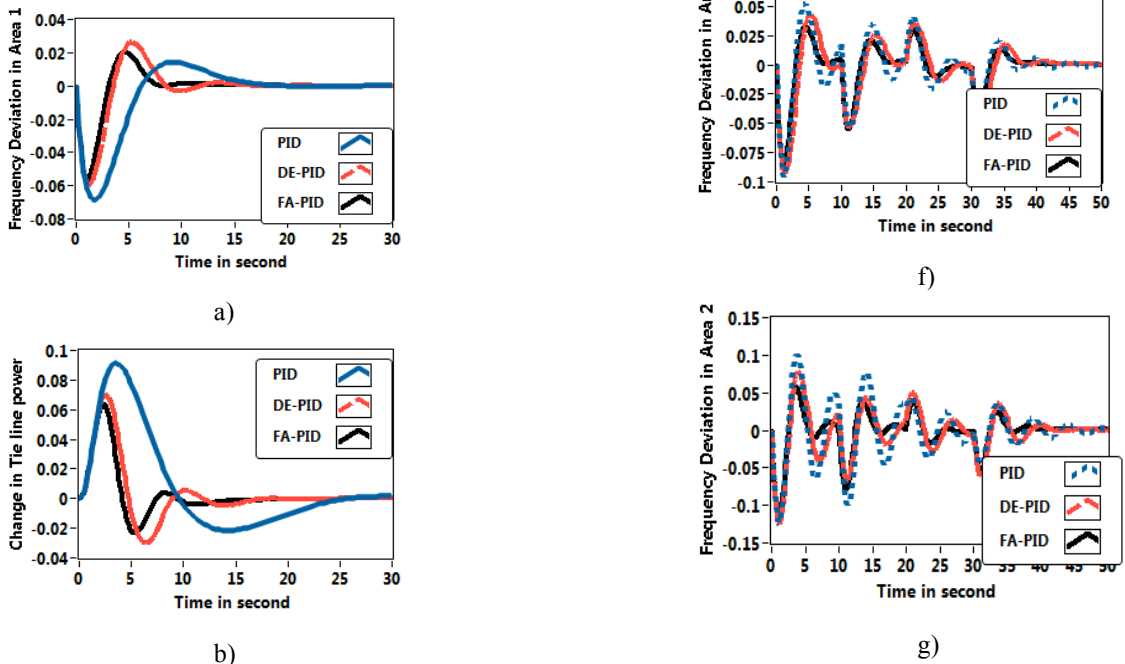 Frequency Deviation in Area 1
0.04
0.02
0
-0.02
-0.04
-0.06
-0.08
PID
DE-PID
FA-PID
0 5 10 15 20 25 30
Time in second
a)
Change in Tie line power
0.1
0.08
0.06
0.04
0.02
0
-0.02
-0.04
PID
DE-PID
FA-PID
0 5 10 15 20 25 30
Time in second
b)
Frequency Deviation in
0.05
0.025
0
-0.025
-0.05
-0.075
-0.1
PID
DE-PID
FA-PID
0 5 10 15 20 25 30 35 40 45 50
Time in second
f)
Frequency Deviation in Area 2
0.15
0.1
0.05
0
-0.05
-0.1
-0.15
PID
DE-PID
FA-PID
0 5 10 15 20 25 30
Time in second
g)